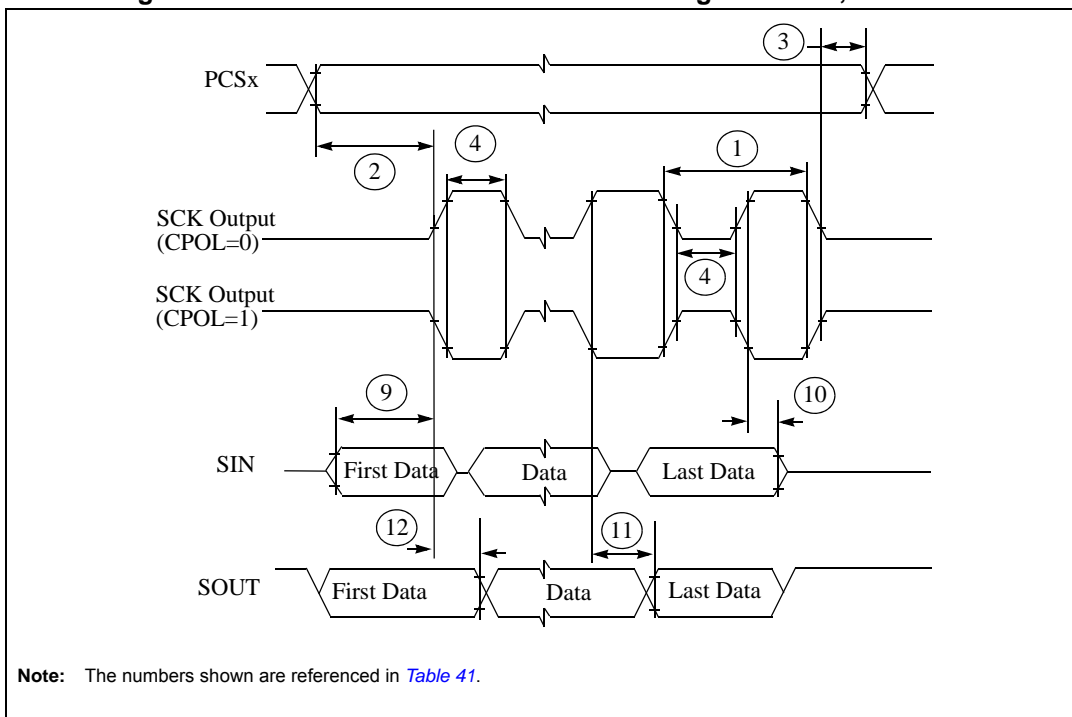 3
PCSx
2
4
1
SCK Output
(CPOL=0)
4
SCK Output
(CPOL=1)
9
10
SIN
First Data
Data
Last Data
12
11
SOUT
First Data
Data
Last Data
Note: The numbers shown are referenced in Table 41.